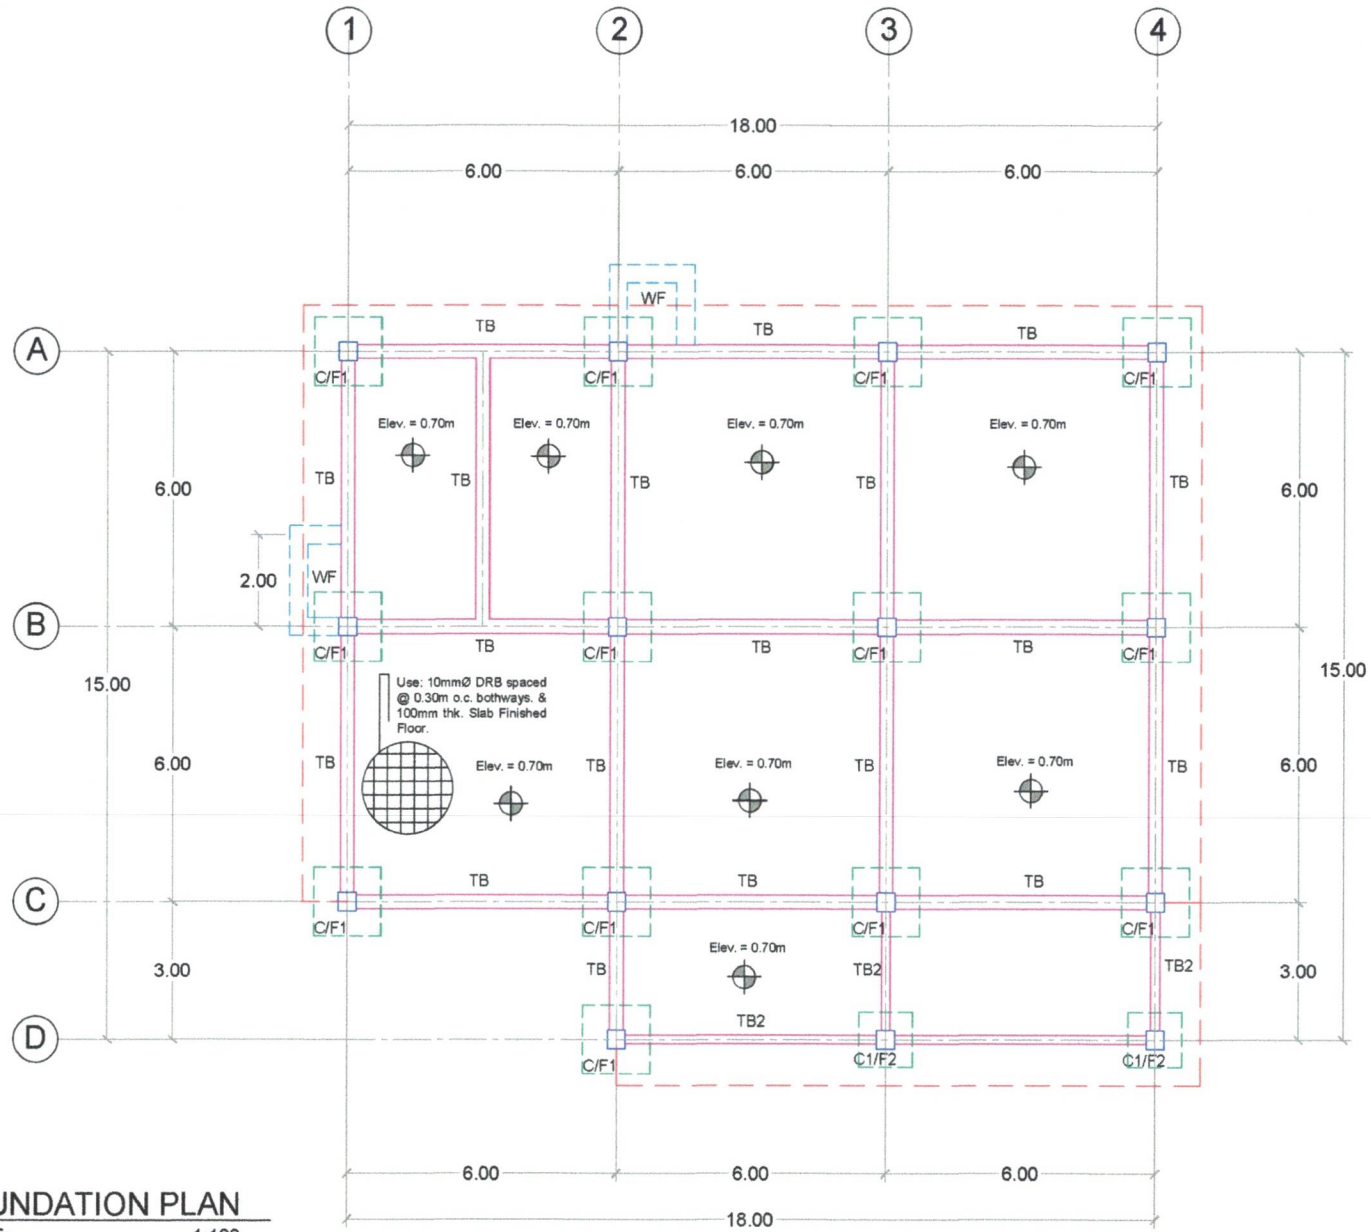 1 2 3 4
18.00
6.00 6.00 6.00
WF
TB TB TB
A
C/F1 C/F1 C/F1 C/F1
Elev. = 0.70m Elev. = 0.70m Elev. = 0.70m Elev. = 0.70m
TB TB TB TB TB
6.00 6.00
2.00 WF
B
C/F1 TB C/F1 TB C/F1 TB C/F1
15.00 15.00
Use: 10mmØ DRB spaced
@ 0.30m o.c. bothways. &
100mm thk. Slab Finished
Floor.
6.00 TB TB TB TB 6.00
Elev. = 0.70m Elev. = 0.70m Elev. = 0.70m
TB TB TB
C
C/F1 C/F1 C/F1 C/F1
Elev. = 0.70m
3.00 TB TB2 TB2 3.00
TB2
D
C/F1 C1/F2 C1/F2
6.00 6.00 6.00
UNDATION PLAN
18.00